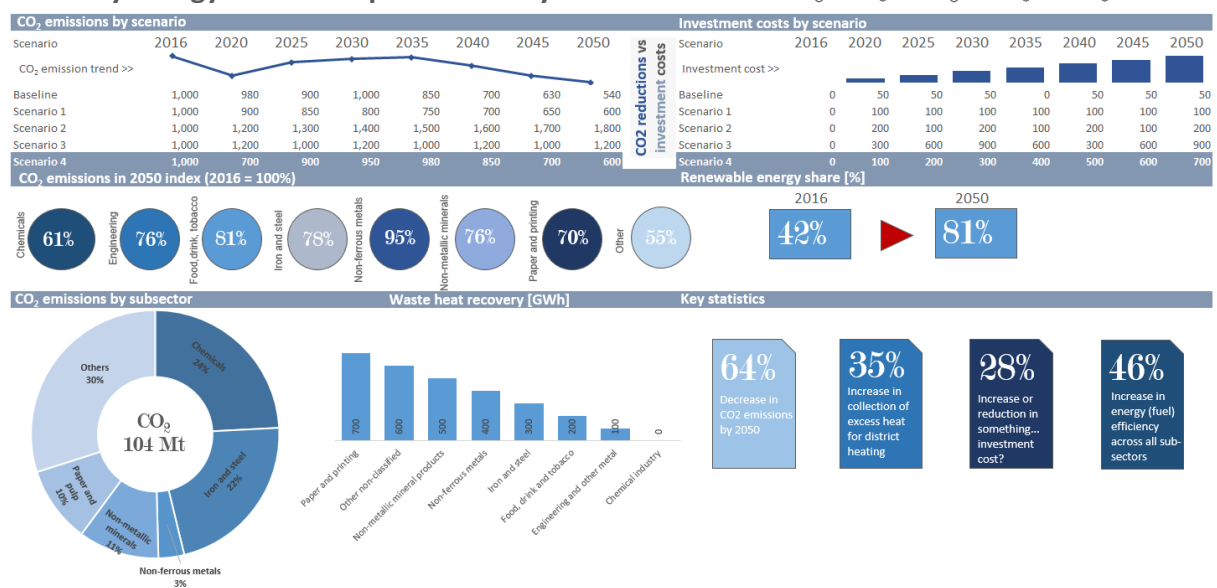 CO₂ emissions by scenario
Scenario 2016 2020 2025 2030 2035 2040 2045 2050
CO₂ emission trend >>
Baseline 1,000 980 900 1,000 850 700 630 540
Scenario 1 1,000 900 850 800 750 700 650 600
Scenario 2 1,000 1,200 1,300 1,400 1,500 1,600 1,700 1,800
Scenario 3 1,000 1,200 1,000 1,200 1,000 1,200 1,000 1,200
Scenario 4 1,000 700 900 950 980 850 700 600
CO2 reductions vs
investment costs
Investment costs by scenario
Scenario 2016 2020 2025 2030 2035 2040 2045 2050
Investment cost >>
Baseline 0 50 50 50 0 50 50 50
Scenario 1 0 100 100 100 100 100 100 100
Scenario 2 0 200 100 200 100 200 100 200
Scenario 3 0 300 600 900 600 300 600 900
Scenario 4 0 100 200 300 400 500 600 700
CO₂ emissions in 2050 index (2016 = 100%)
Chemicals
61%
Engineering
76%
Food, drink, tobacco
81%
Iron and steel
78%
Non-ferrous metals
95%
Non-metallic minerals
76%
Paper and printing
70%
Other
55%
Renewable energy share [%]
2016 2050
42% 81%
CO₂ emissions by subsector
Others
30%
Chemicals
24%
Iron and steel
22%
Non-ferrous metals
3%
Non-metallic
minerals
11%
Paper and
pulp
10%
CO₂
104 Mt
Waste heat recovery [GWh]
700 600 500 400 300 200 100 0
Paper and printing
Other non-classified
Non-metallic mineral products
Non-ferrous metals
Iron and steel
Food, drink and tobacco
Engineering and other metal
Chemical industry
Key statistics
64%
Decrease in
CO2 emissions
by 2050
35%
Increase in
collection of
excess heat
for district
heating
28%
Increase or
reduction in
something...
investment
cost?
46%
Increase in
energy (fuel)
efficiency
across all sub-
sectors